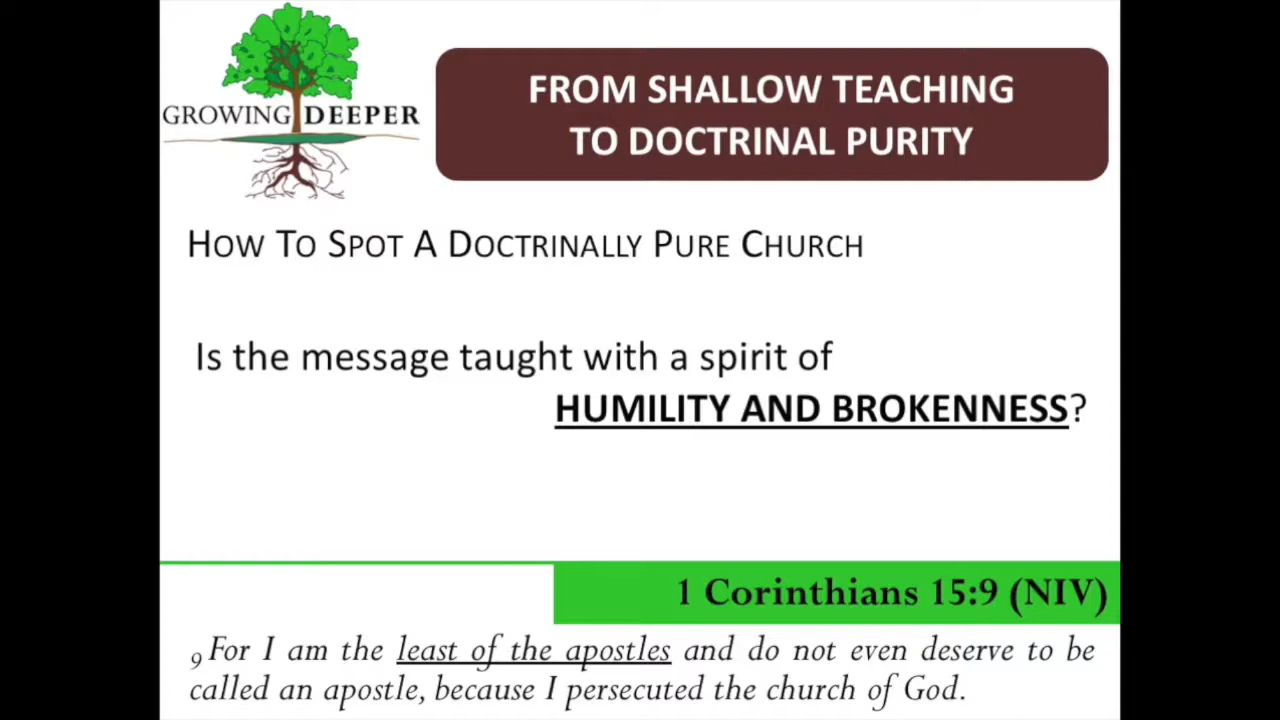 GROWING DEEPER
FROM SHALLOW TEACHING
TO DOCTRINAL PURITY
HOW TO SPOT A DOCTRINALLY PURE CHURCH
Is the message taught with a spirit of
HUMILITY AND BROKENNESS?
1 Corinthians 15:9 (NIV)
9 For I am the least of the apostles and do not even deserve to be
called an apostle, because I persecuted the church of God.